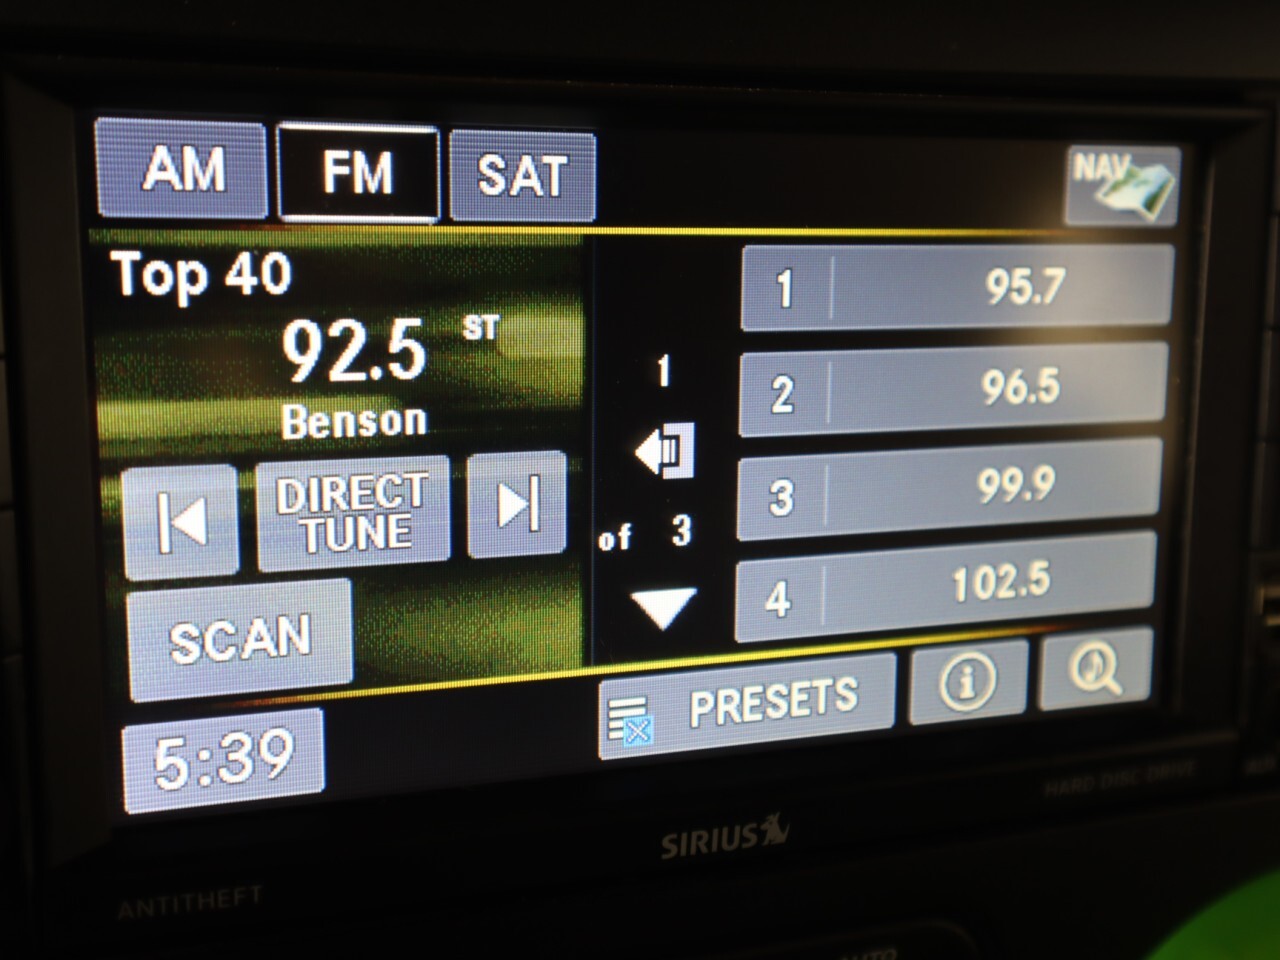 AM FM SAT NAV
Top 40
92.5 ST
Benson
DIRECT
TUNE
SCAN
5:39
1
of 3
1 95.7
2 96.5
3 99.9
4 102.5
PRESETS
i
SIRIUS
HARD DISC DRIVE
ANTITHEFT